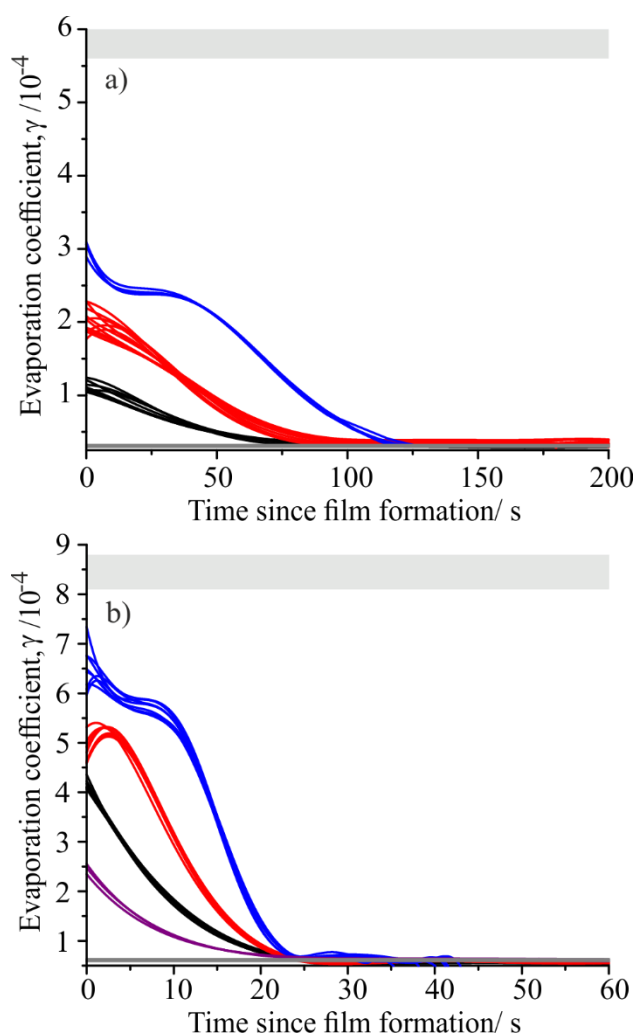 6
a)
5
4
3
2
1
Evaporation coefficient,γ /10⁻⁴
0 50 100 150 200
Time since film formation/ s
9
8
b)
7
6
5
4
3
2
1
Evaporation coefficient,γ /10⁻⁴
0 10 20 30 40 50 60
Time since film formation/ s